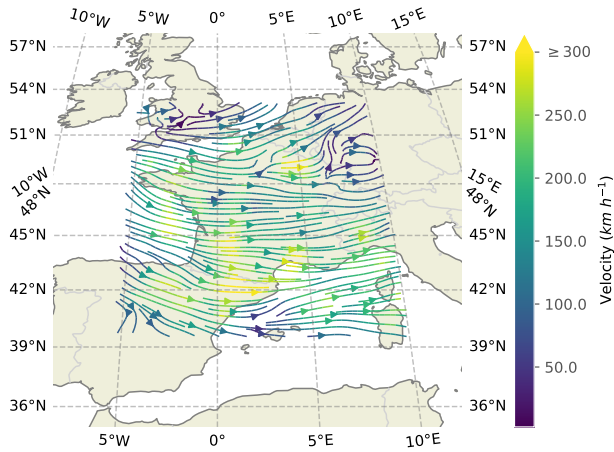 10°W 5°W 0° 5°E 10°E 15°E
57°N 57°N
54°N 54°N
51°N 51°N
10°W 15°E
48°N 48°N
45°N 45°N
42°N 42°N
39°N 39°N
36°N 36°N
5°W 0° 5°E 10°E
≥ 300
250.0
200.0
150.0
100.0
50.0
Velocity (km h⁻¹)